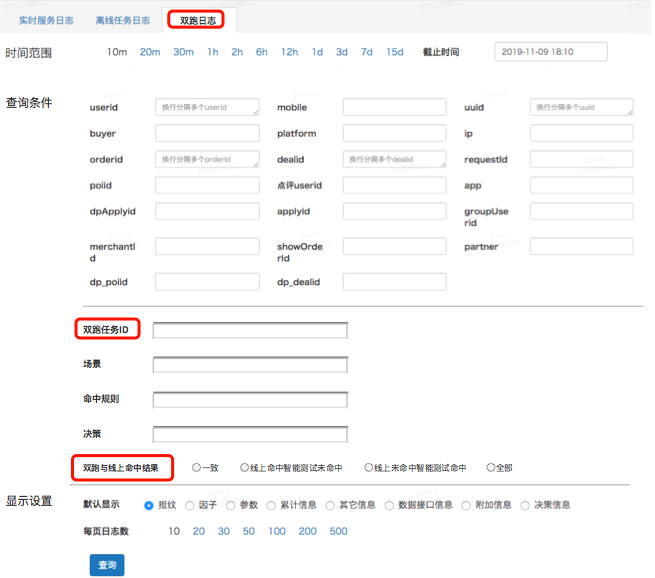 实时服务日志 离线任务日志 双跑日志
时间范围 10m 20m 30m 1h 2h 6h 12h 1d 3d 7d 15d 截止时间 2019-11-09 18:10
查询条件
userid 换行分隔多个userid mobile uuid 换行分隔多个uuid
buyer platform ip
orderid 换行分隔多个orderid dealid 换行分隔多个dealid requestId
poiid 点评userid app
dpApplyid applyid groupUserid
merchantId showOrderId partner
dp_poiid dp_dealid
双跑任务ID
场景
命中规则
决策
双跑与线上命中结果 一致 线上命中智能测试未命中 线上未命中智能测试命中 全部
显示设置 默认显示 指纹 因子 参数 累计信息 其它信息 数据接口信息 附加信息 决策信息
每页日志数 10 20 30 50 100 200 500
查询